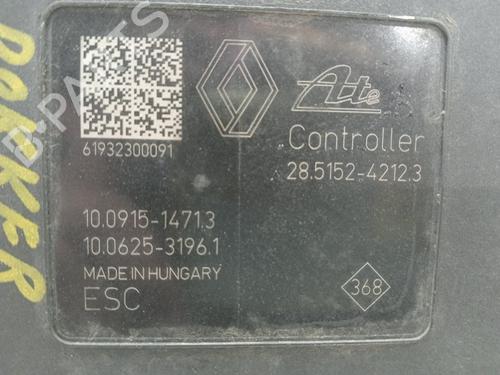 DOKKER
Ate
61932300091
Controller
28.5152-4212.3
10.0915-1471.3
10.0625-3196.1
MADE IN HUNGARY
ESC
368